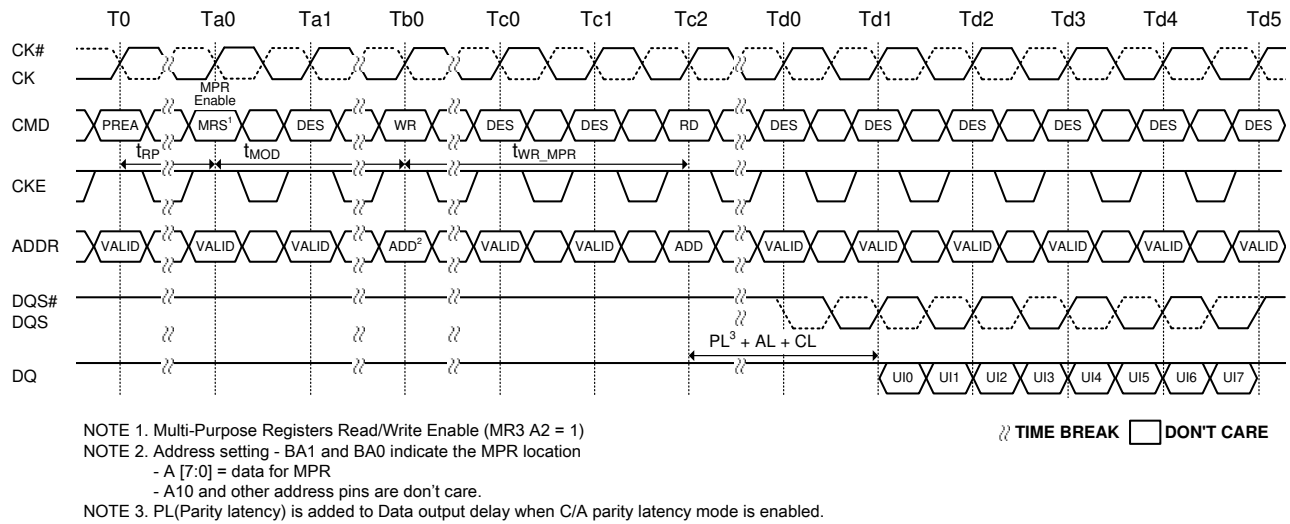 T0 Ta0 Ta1 Tb0 Tc0 Tc1 Tc2 Td0 Td1 Td2 Td3 Td4 Td5
CK#
CK
MPR
Enable
CMD PREA MRS1 DES WR DES DES RD DES DES DES DES DES DES
tRP tMOD tWR_MPR
CKE
ADDR VALID VALID VALID ADD2 VALID VALID ADD VALID VALID VALID VALID VALID VALID
DQS#
DQS
PL3 + AL + CL
DQ UI0 UI1 UI2 UI3 UI4 UI5 UI6 UI7
NOTE 1. Multi-Purpose Registers Read/Write Enable (MR3 A2 = 1)
TIME BREAK DON'T CARE
NOTE 2. Address setting - BA1 and BA0 indicate the MPR location
- A [7:0] = data for MPR
- A10 and other address pins are don’t care.
NOTE 3. PL(Parity latency) is added to Data output delay when C/A parity latency mode is enabled.